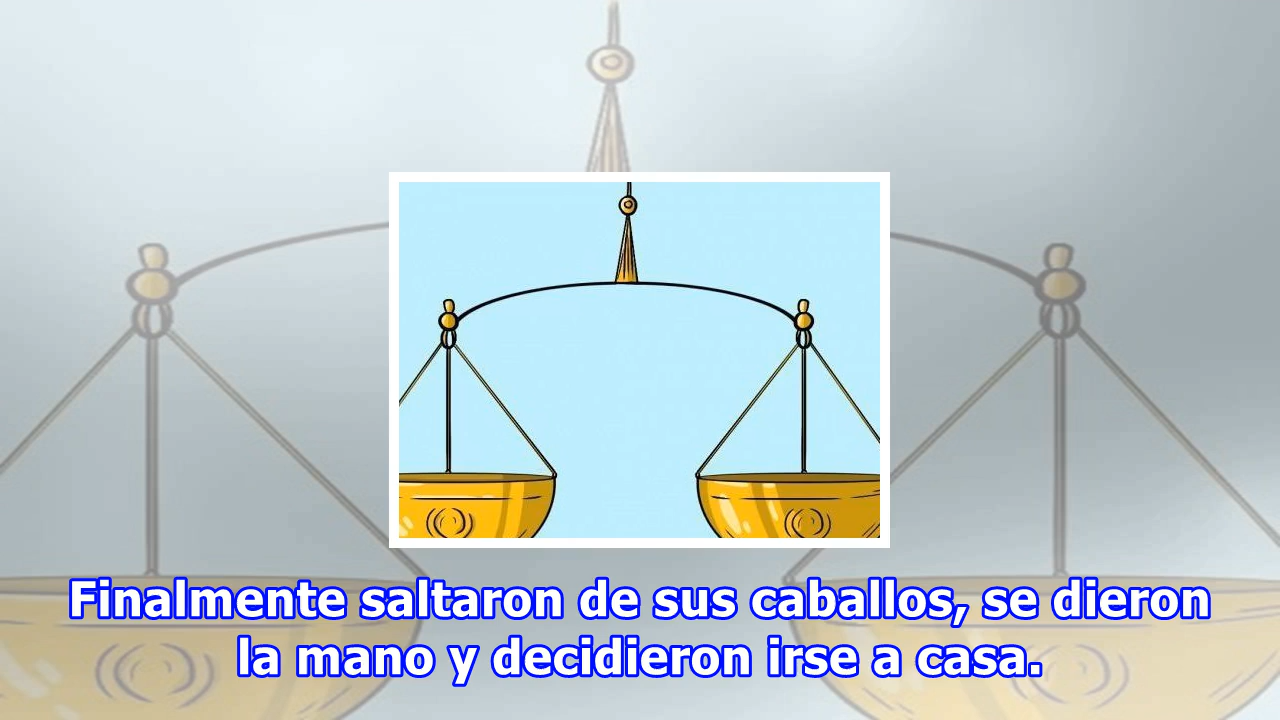 Finalmente saltaron de sus caballos, se dieron
la mano y decidieron irse a casa.